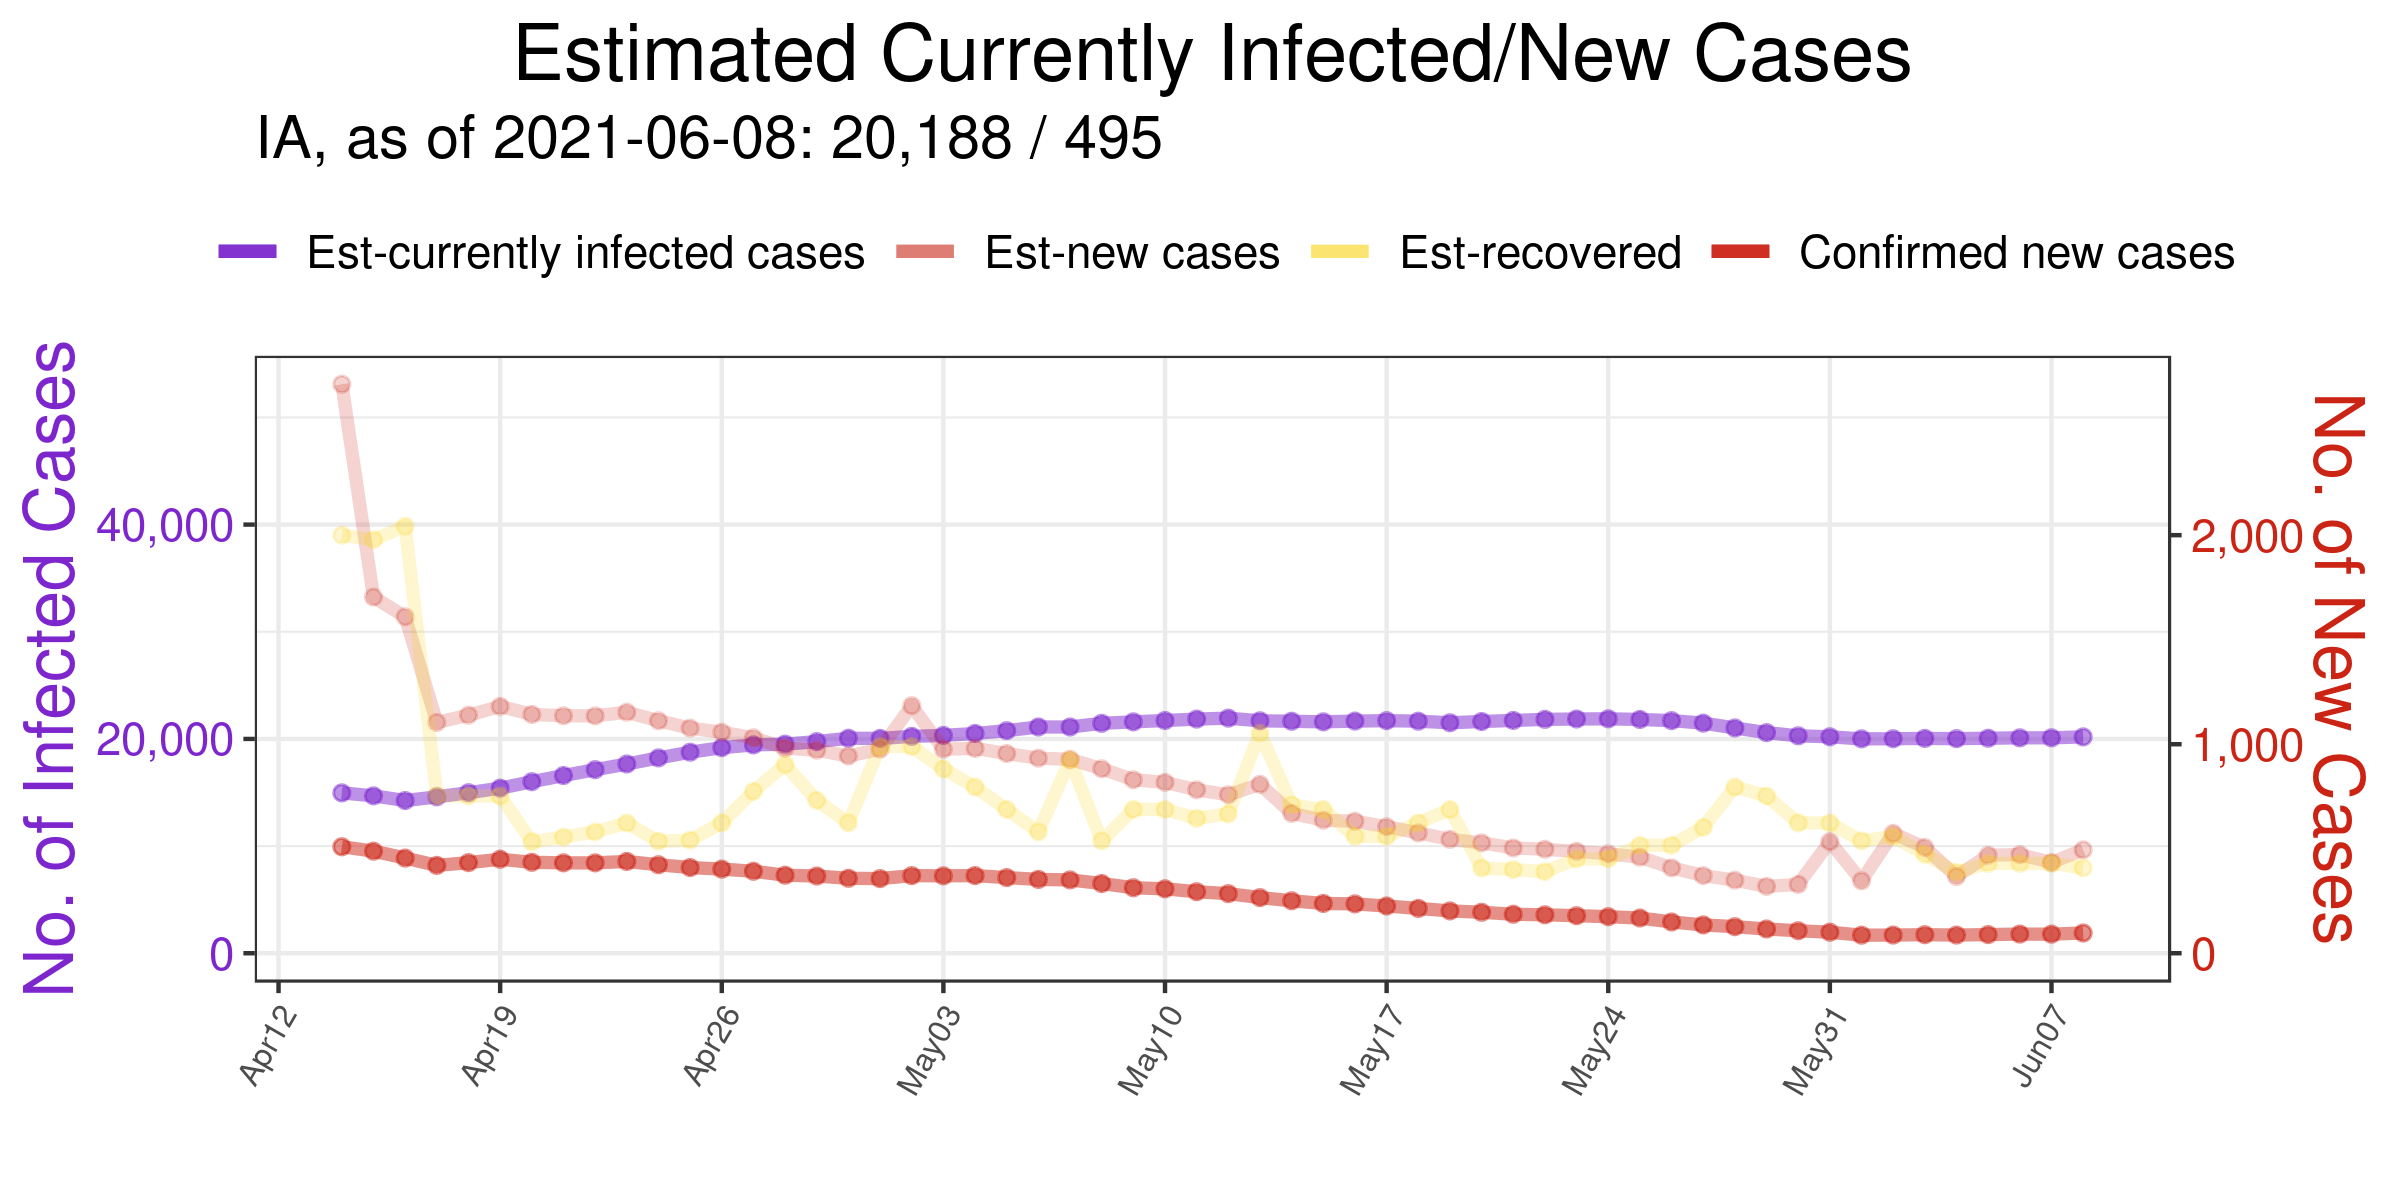 Estimated Currently Infected/New Cases
IA, as of 2021-06-08: 20,188 / 495
Est-currently infected cases
Est-new cases
Est-recovered
Confirmed new cases
No. of Infected Cases
40,000
20,000
0
2,000
1,000
0
No. of New Cases
Apr12
Apr19
Apr26
May03
May10
May17
May24
May31
Jun07